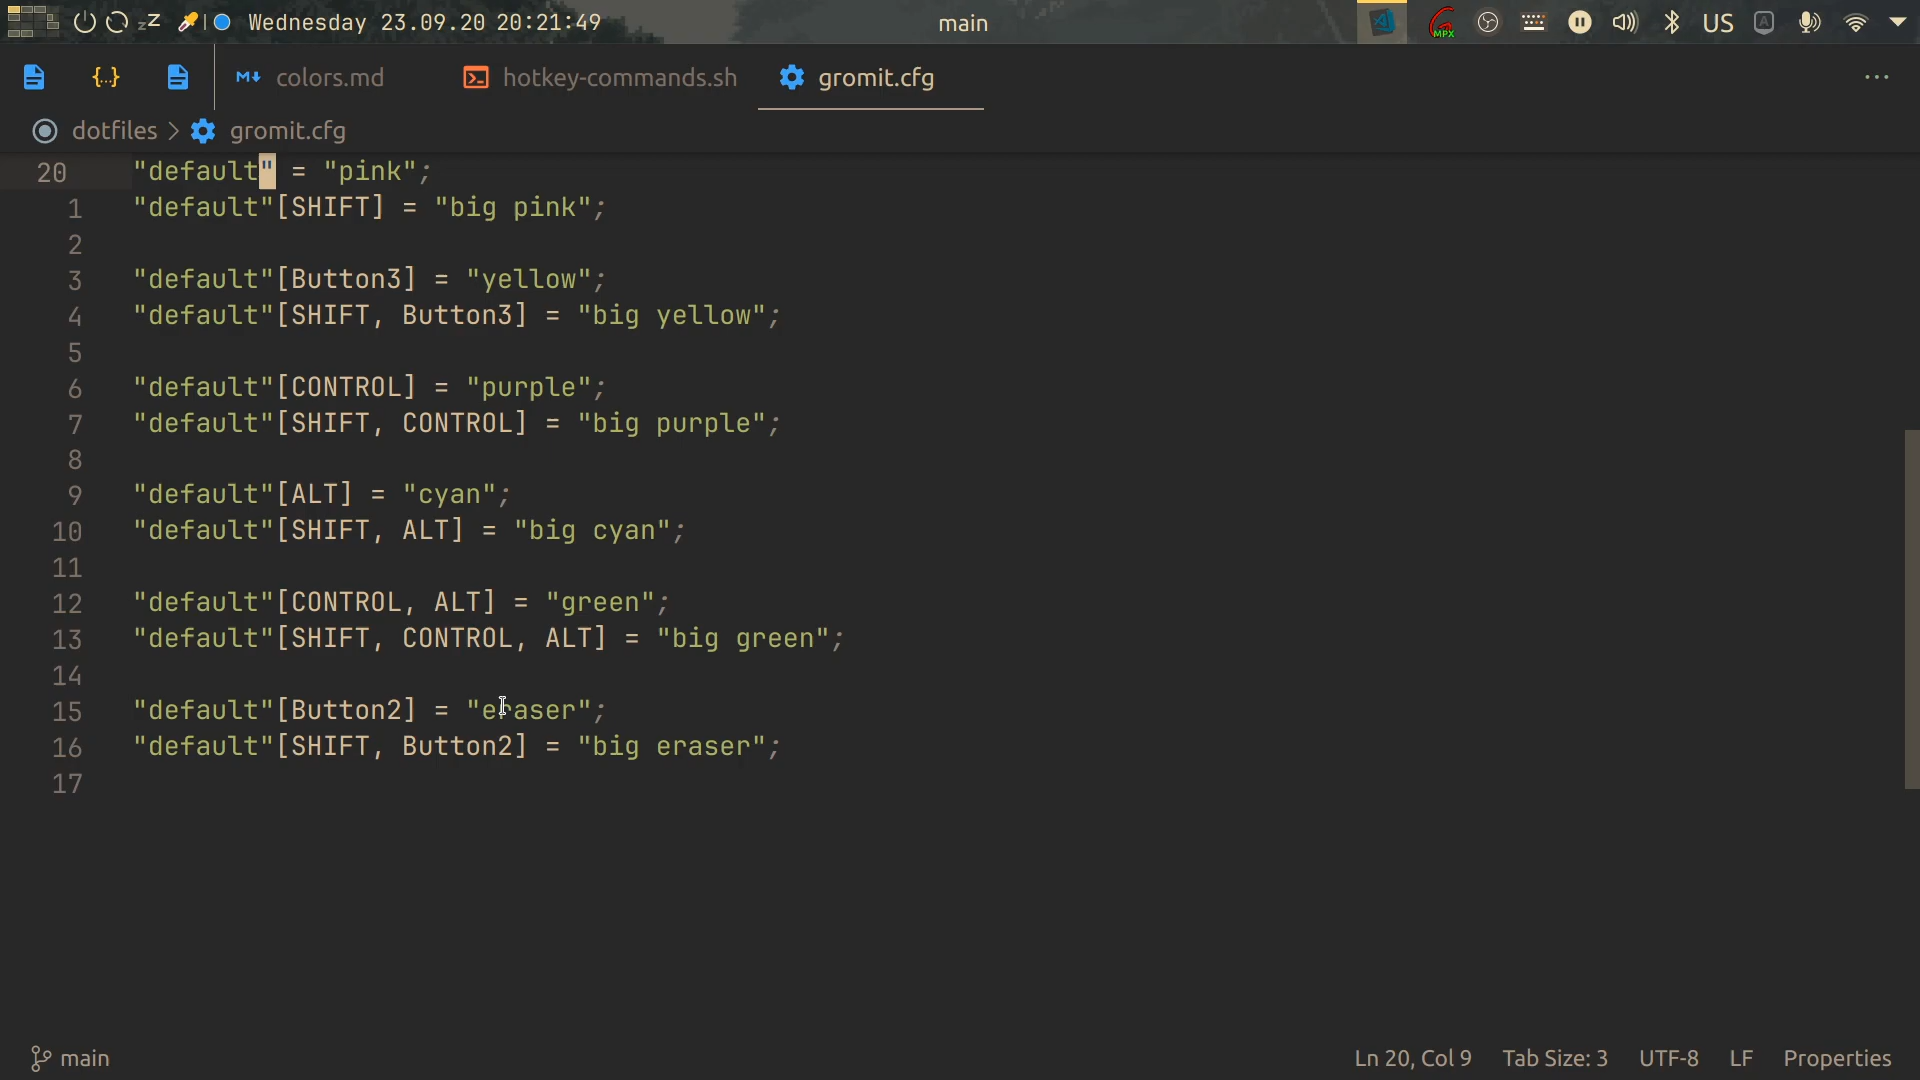 Wednesday 23.09.20 20:21:49
main
MPX
US
A
{...}
colors.md
hotkey-commands.sh
gromit.cfg
...
dotfiles > gromit.cfg
20 "default" = "pink";
1 "default"[SHIFT] = "big pink";
2
3 "default"[Button3] = "yellow";
4 "default"[SHIFT, Button3] = "big yellow";
5
6 "default"[CONTROL] = "purple";
7 "default"[SHIFT, CONTROL] = "big purple";
8
9 "default"[ALT] = "cyan";
10 "default"[SHIFT, ALT] = "big cyan";
11
12 "default"[CONTROL, ALT] = "green";
13 "default"[SHIFT, CONTROL, ALT] = "big green";
14
15 "default"[Button2] = "eraser";
16 "default"[SHIFT, Button2] = "big eraser";
17
main
Ln 20, Col 9
Tab Size: 3
UTF-8
LF
Properties